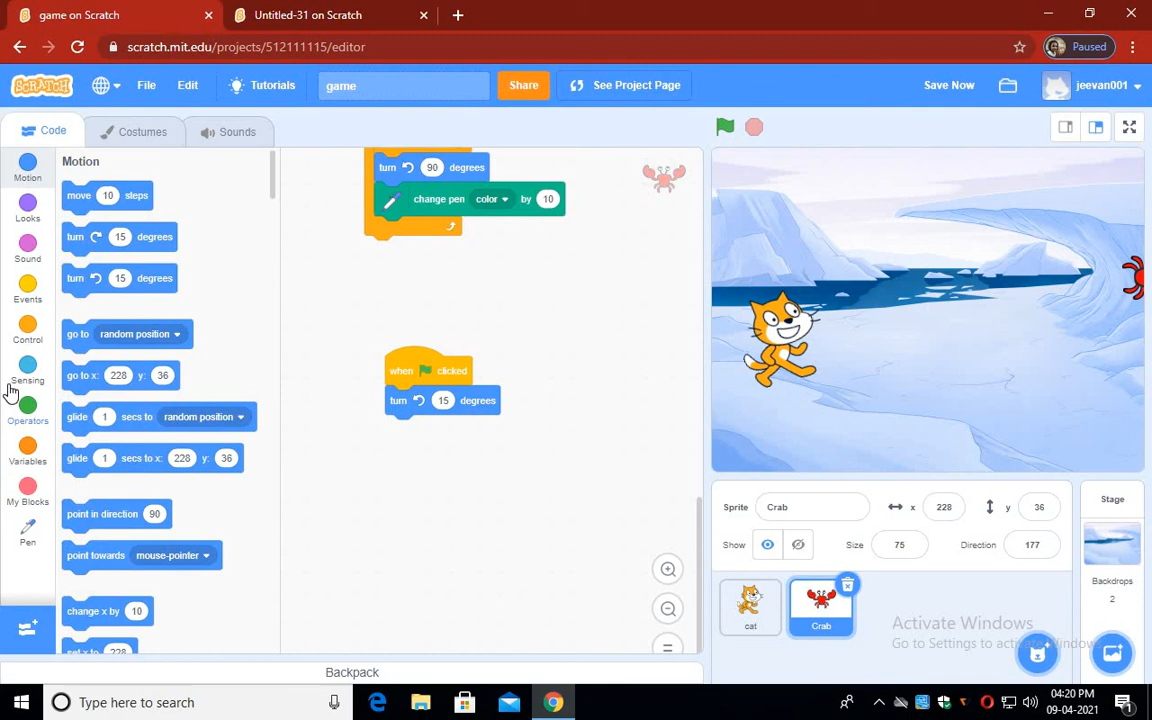 game on Scratch
Untitled-31 on Scratch
scratch.mit.edu/projects/512111115/editor
Paused
SCRATCH
File
Edit
Tutorials
game
Share
See Project Page
Save Now
jeevan001
Code
Costumes
Sounds
Motion
Looks
Sound
Events
Control
Sensing
Operators
Variables
My Blocks
Pen
Motion
move 10 steps
turn 15 degrees
turn 15 degrees
go to random position
go to x: 228 y: 36
glide 1 secs to random position
glide 1 secs to x: 228 y: 36
point in direction 90
point towards mouse-pointer
change x by 10
set x to 228
turn 90 degrees
change pen color by 10
when clicked
turn 15 degrees
Backpack
Sprite Crab x 228 y 36
Show Size 75 Direction 177
cat
Crab
Stage
Backdrops
2
Activate Windows
Go to Settings to activate Windows.
Type here to search
04:20 PM
09-04-2021
1